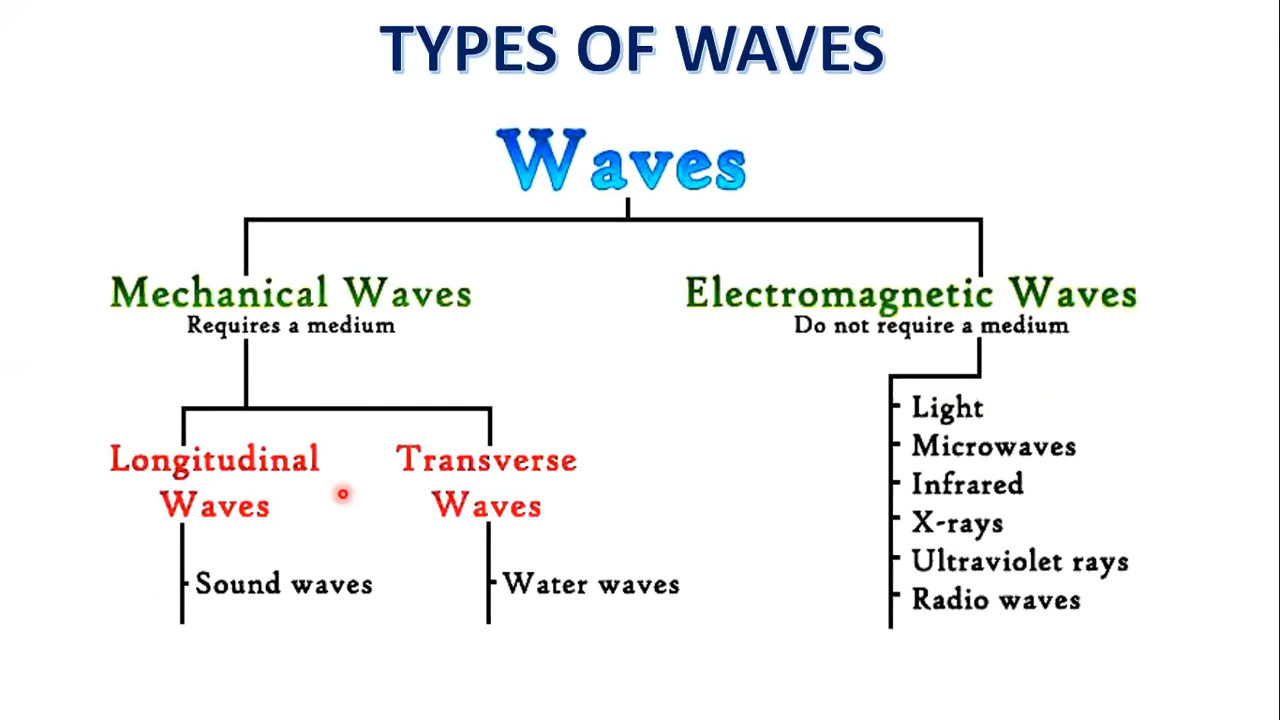 TYPES OF WAVES
Waves
Mechanical Waves
Requires a medium
Electromagnetic Waves
Do not require a medium
Longitudinal
Waves
Transverse
Waves
Sound waves
Water waves
Light
Microwaves
Infrared
X-rays
Ultraviolet rays
Radio waves